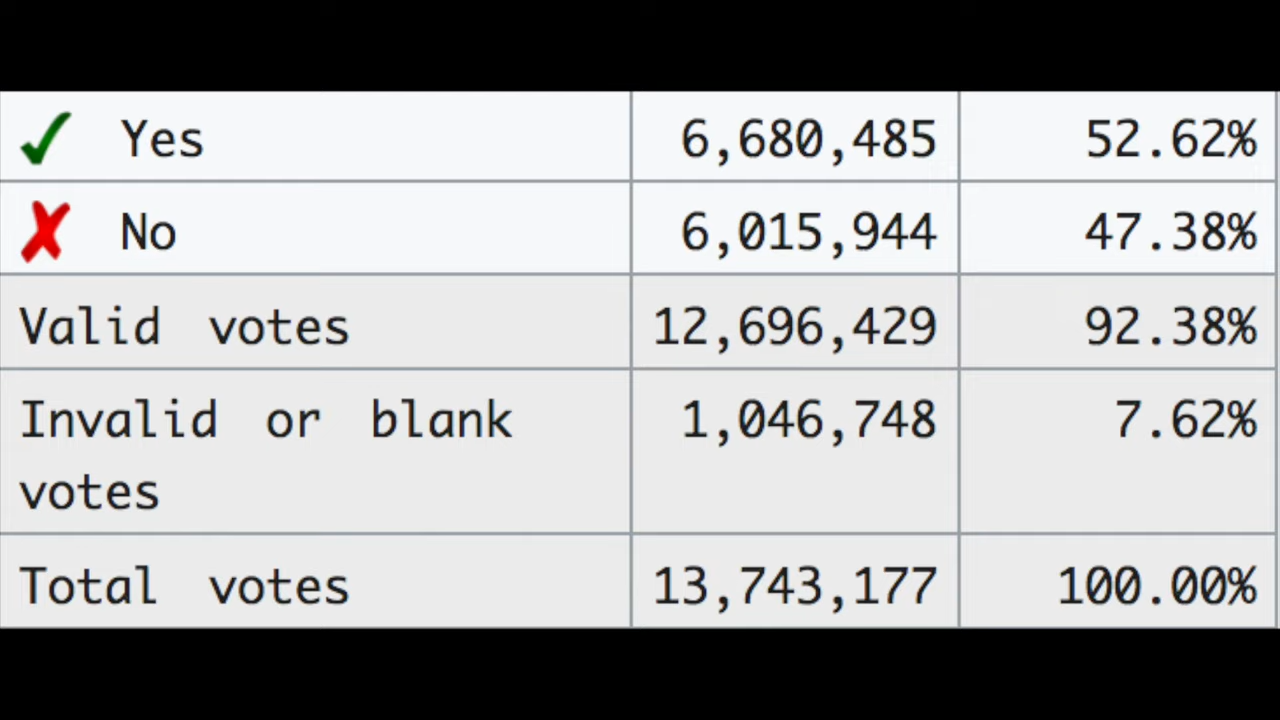 Yes 6,680,485 52.62%
No 6,015,944 47.38%
Valid votes 12,696,429 92.38%
Invalid or blank 1,046,748 7.62%
votes
Total votes 13,743,177 100.00%